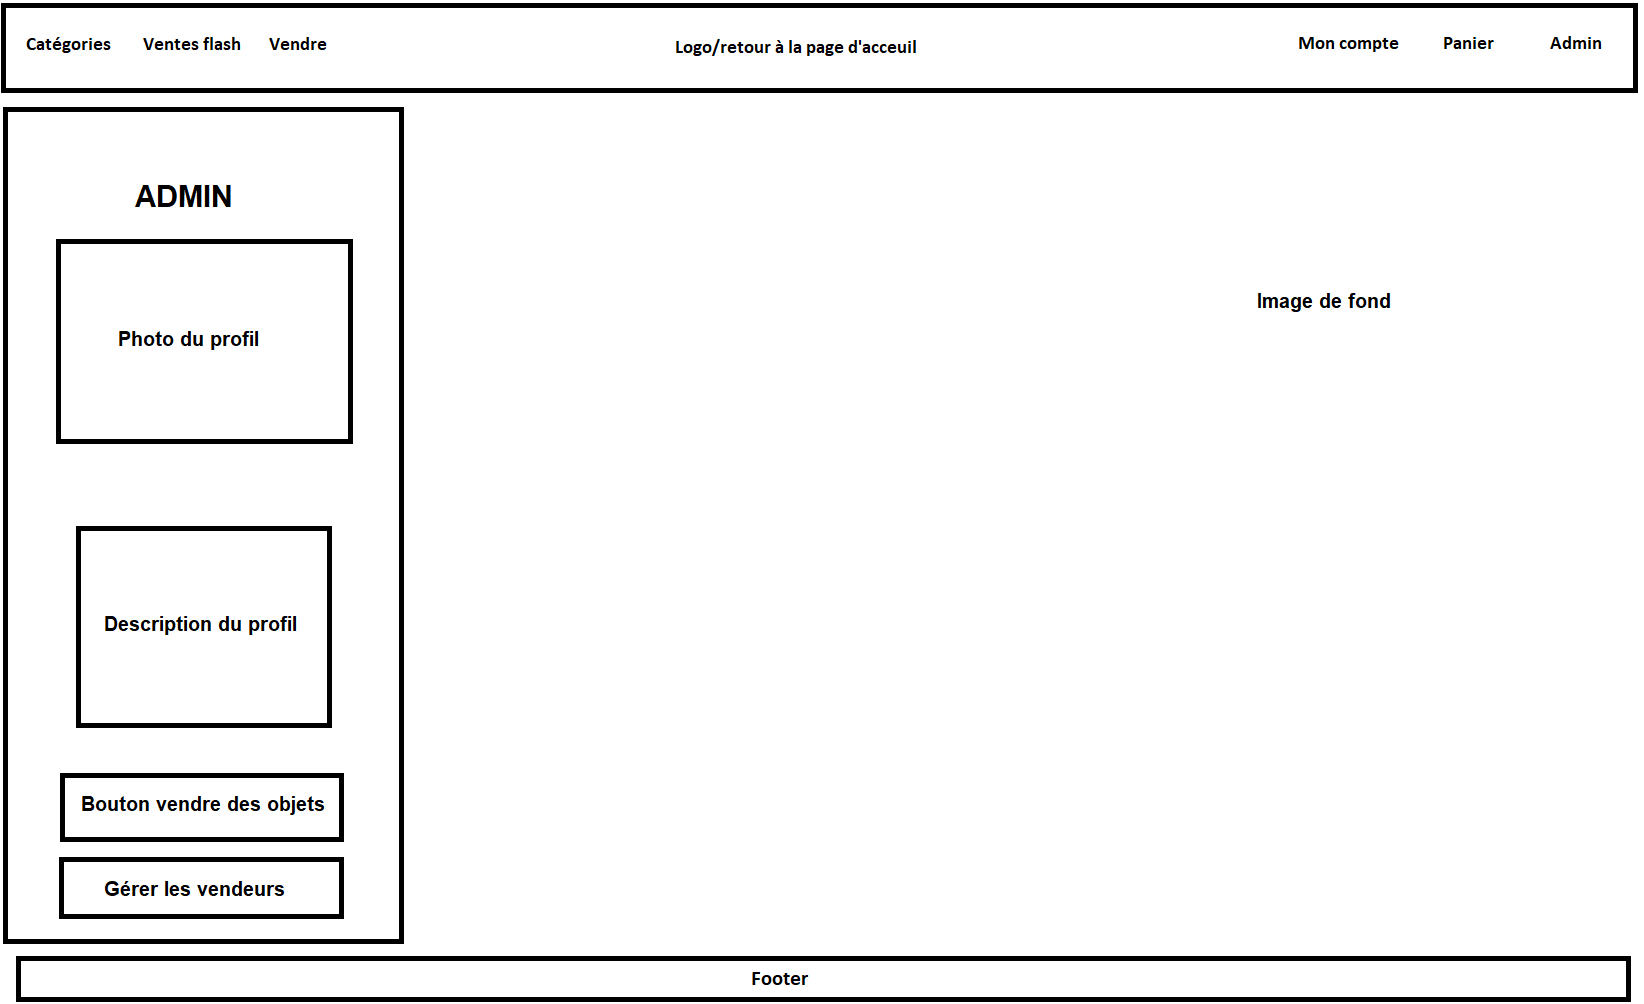 Catégories
Ventes flash
Vendre
Logo/retour à la page d'acceuil
Mon compte
Panier
Admin
ADMIN
Photo du profil
Image de fond
Description du profil
Bouton vendre des objets
Gérer les vendeurs
Footer